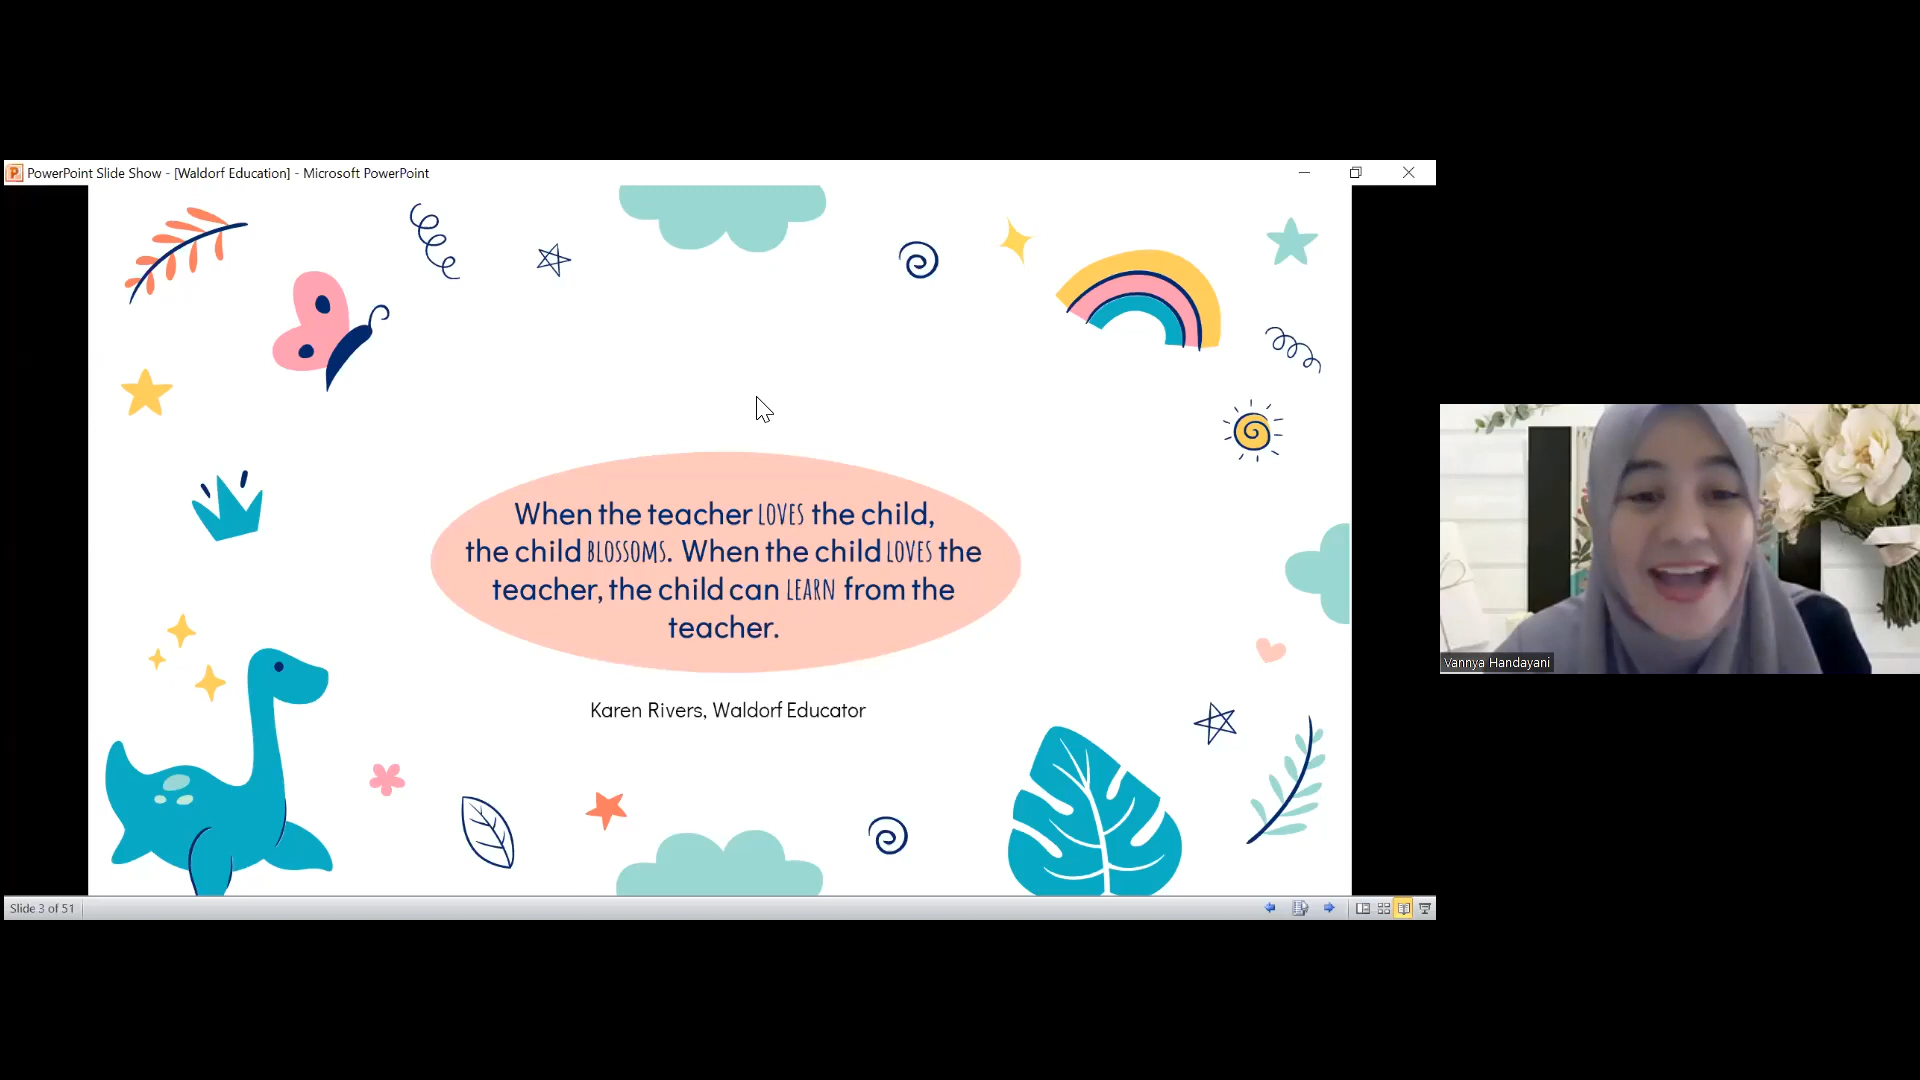 PowerPoint Slide Show - [Waldorf Education] - Microsoft PowerPoint
When the teacher LOVES the child,
the child BLOSSOMS. When the child LOVES the
teacher, the child can LEARN from the
teacher.
Karen Rivers, Waldorf Educator
Vannya Handayani
Slide 3 of 51